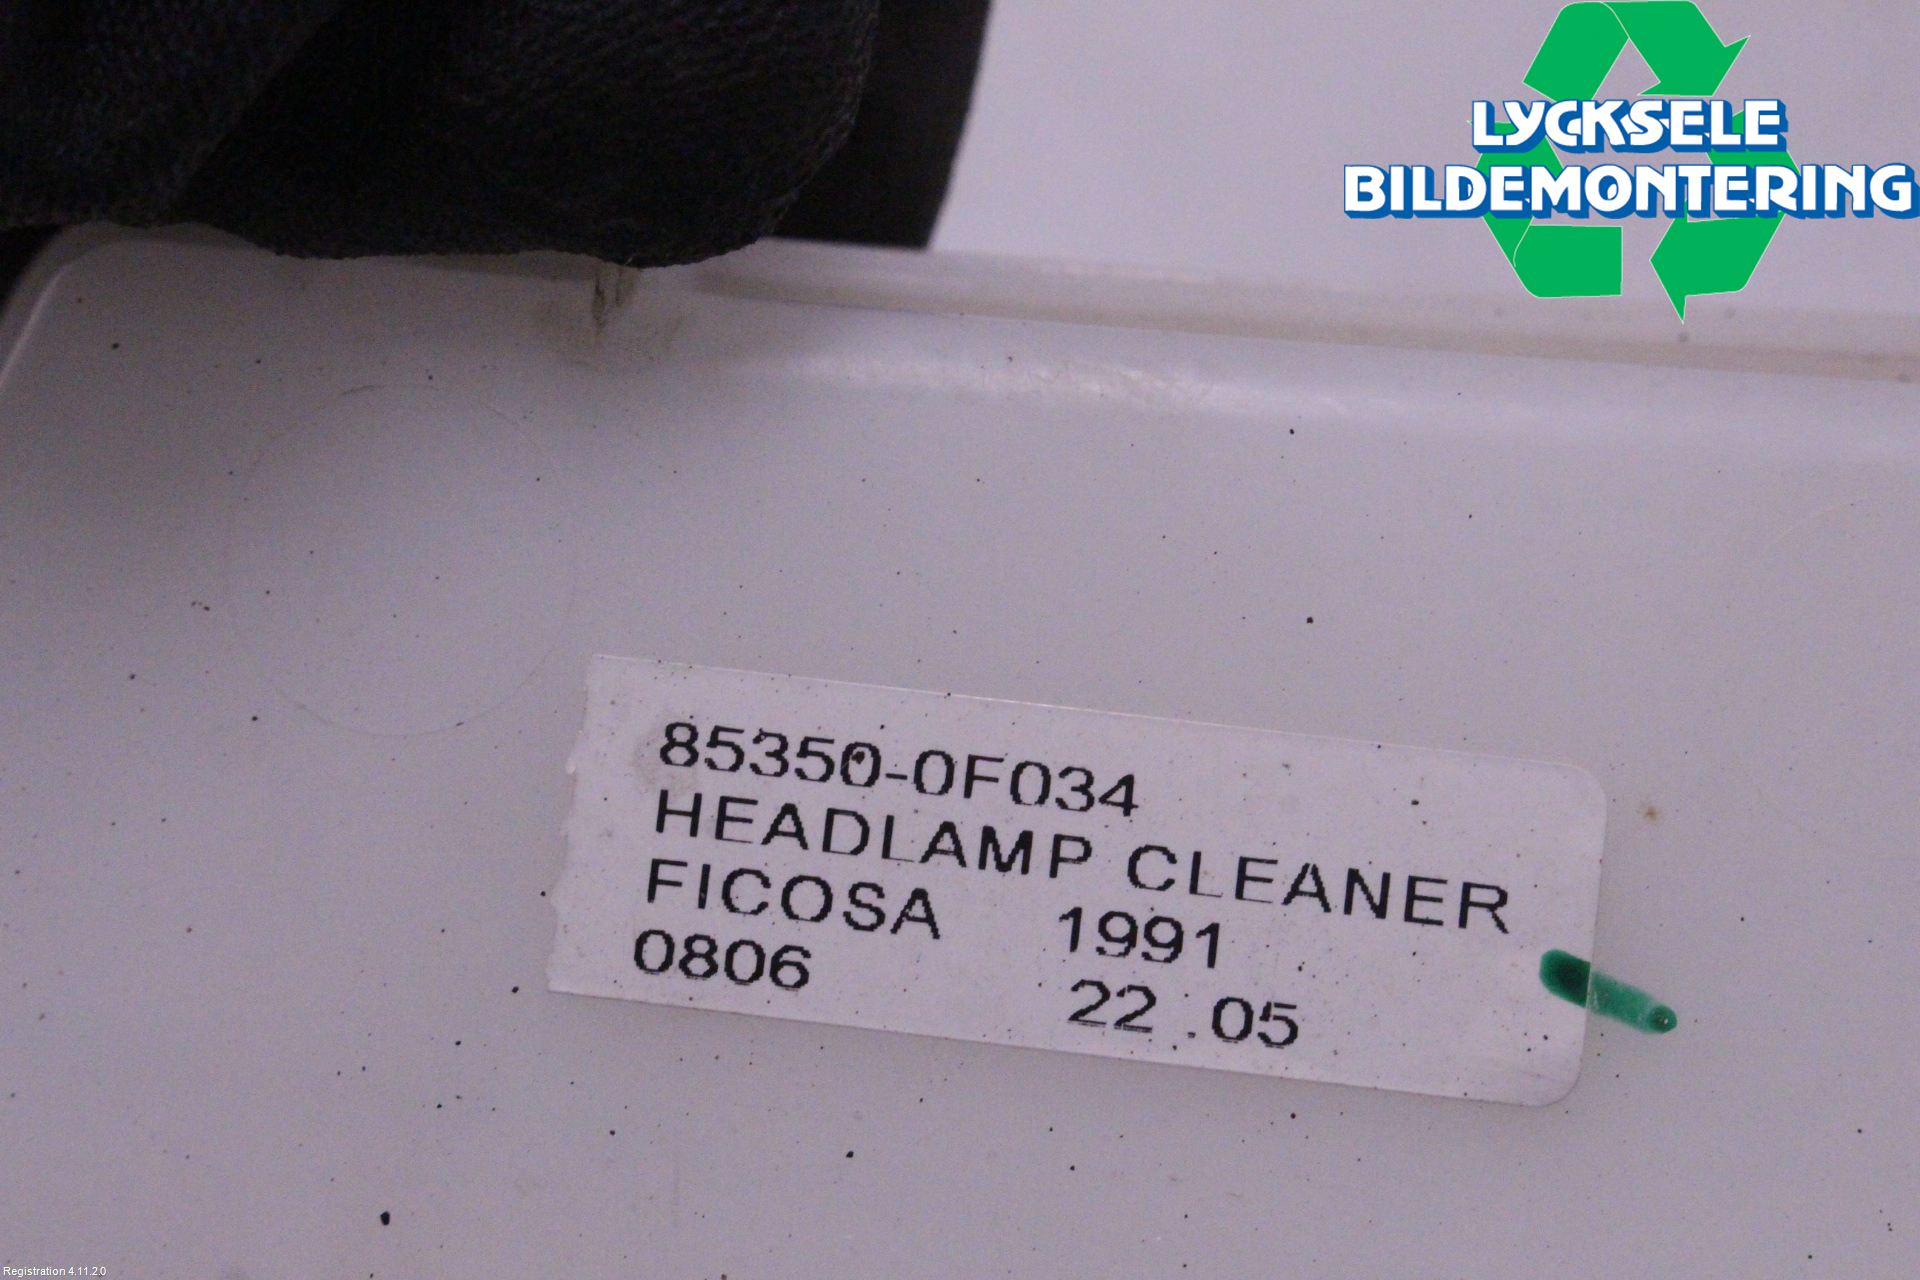 LYCKSELE
BILDEMONTERING
85350-0F034
HEADLAMP CLEANER
FICOSA 1991
0806 22 .05
Registration 4.11.2.0